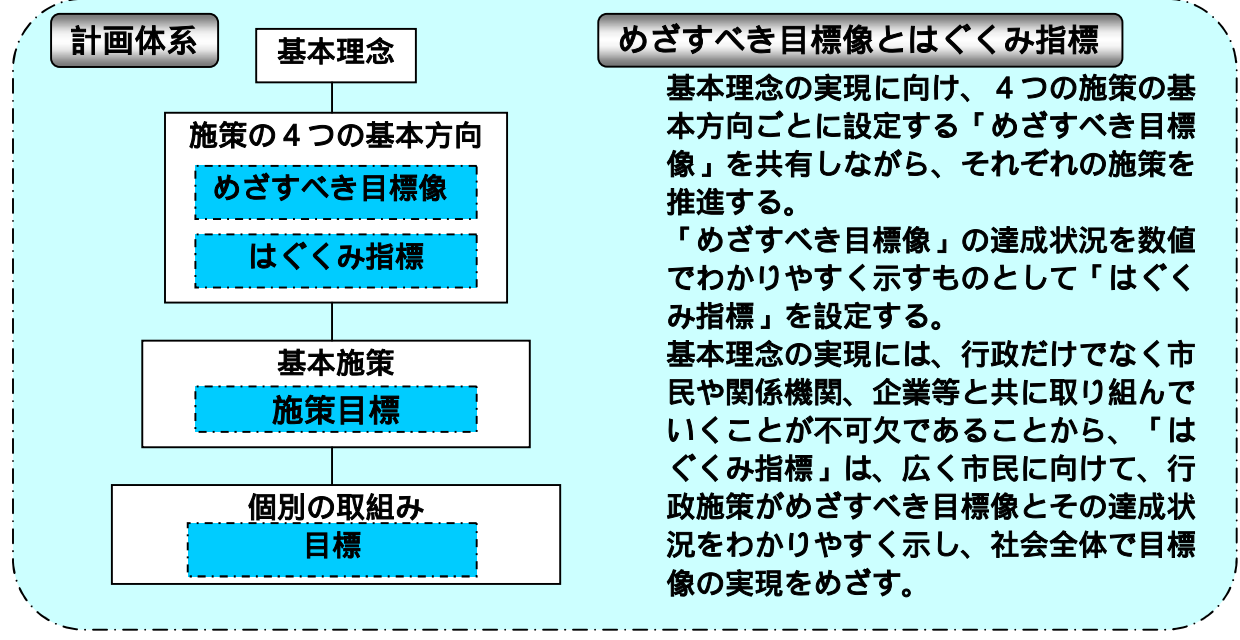 計画体系
基本理念
施策の４つの基本方向
めざすべき目標像
はぐくみ指標
基本施策
施策目標
個別の取組み
目標
めざすべき目標像とはぐくみ指標
基本理念の実現に向け、４つの施策の基
本方向ごとに設定する「めざすべき目標
像」を共有しながら、それぞれの施策を
推進する。
「めざすべき目標像」の達成状況を数値
でわかりやすく示すものとして「はぐく
み指標」を設定する。
基本理念の実現には、行政だけでなく市
民や関係機関、企業等と共に取り組んで
いくことが不可欠であることから、「は
ぐくみ指標」は、広く市民に向けて、行
政施策がめざすべき目標像とその達成状
況をわかりやすく示し、社会全体で目標
像の実現をめざす。